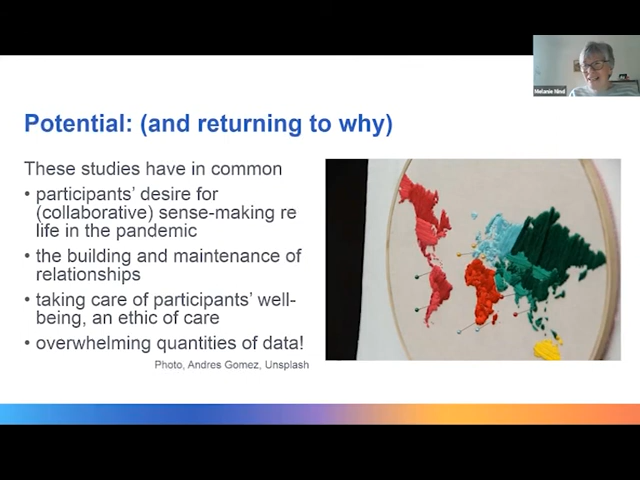 Melanie Nind
Potential: (and returning to why)
These studies have in common
• participants' desire for
(collaborative) sense-making re
life in the pandemic
• the building and maintenance of
relationships
• taking care of participants' well-
being, an ethic of care
• overwhelming quantities of data!
Photo, Andres Gomez, Unsplash